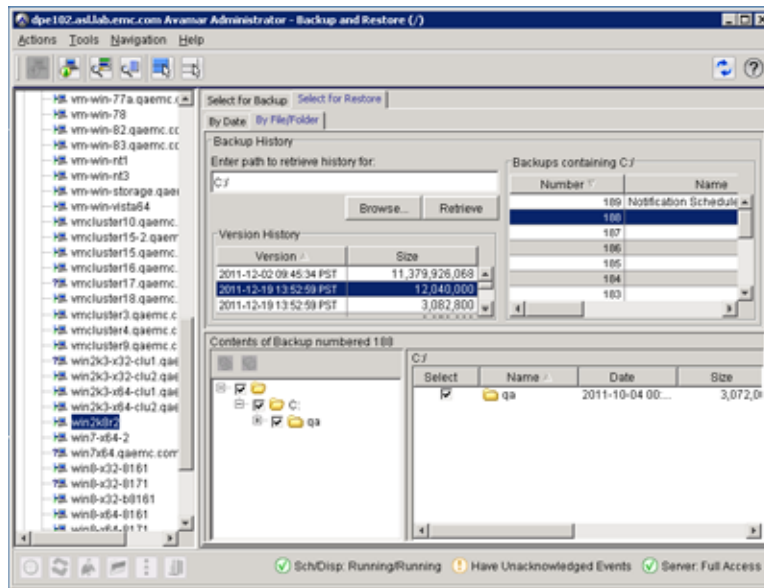 dpe102.asl.lab.emc.com Avamar Administrator - Backup and Restore (/)
Actions Tools Navigation Help
vm-win-77a.qaemc.c
vm-win-78
vm-win-82.qaemc.cc
vm-win-83.qaemc.cc
vm-win-nt1
vm-win-nt3
vm-win-storage.qaei
vm-win-vista64
vmcluster10.qaemc.
vmcluster15-2.qaem
vmcluster15.qaemc.
vmcluster16.qaemc.
vmcluster17.qaemc.
vmcluster18.qaemc.
vmcluster3.qaemc.c
vmcluster4.qaemc.c
vmcluster9.qaemc.c
win2k3-x32-clu1.qae
win2k3-x32-clu2.qae
win2k3-x64-clu1.qae
win2k3-x64-clu2.qae
win2k8r2
win7-x64-2
win7x64.qaemc.com
win8-x32-8161
win8-x32-8171
win8-x32-b8161
win8-x64-8161
win8-x64-8171
Select for Backup Select for Restore
By Date By File/Folder
Backup History
Enter path to retrieve history for:
C:/
Browse... Retrieve
Version History
Version Size
2011-12-02 09:45:34 PST 11,379,926,068
2011-12-19 13:52:59 PST 12,040,000
2011-12-19 13:52:59 PST 3,082,800
Backups containing C:/
Number Name
189 Notification Schedule
188
187
186
185
184
183
Contents of Backup numbered 188
C:
qa
C:/
Select Name Date Size
qa 2011-10-04 00:... 3,072,0
Sch/Disp: Running/Running Have Unacknowledged Events Server: Full Access